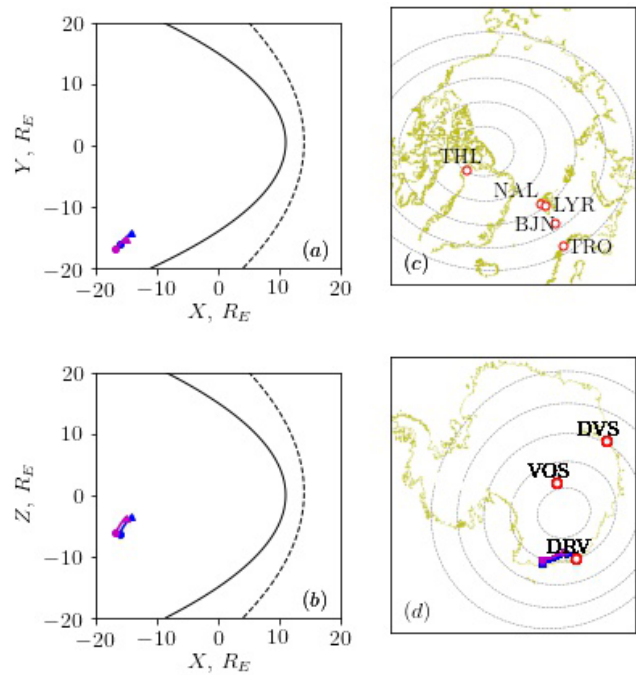 20
10
0
−10
−20
Y, R_E
−20 −10 0 10 20
X, R_E
(a)
THL
NAL
LYR
BJN
TRO
(c)
20
10
0
−10
−20
Z, R_E
−20 −10 0 10 20
X, R_E
(b)
DVS
VOS
DRV
(d)